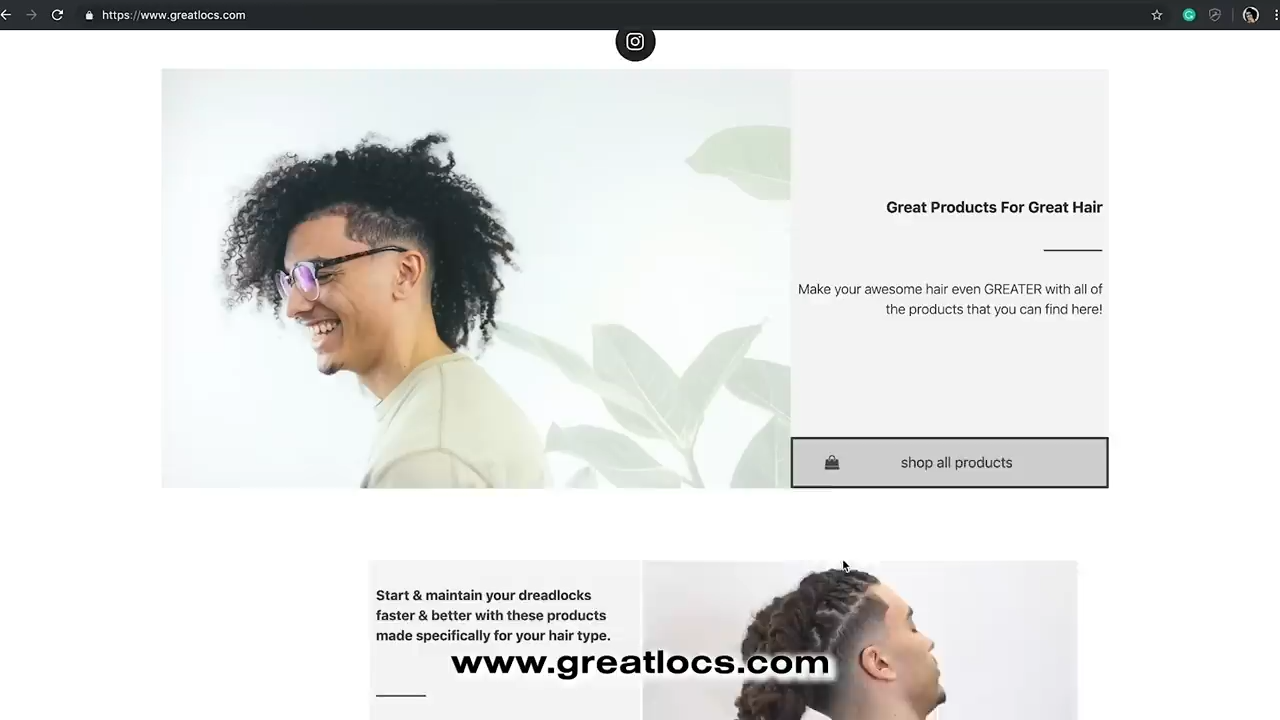 https://www.greatlocs.com
Great Products For Great Hair
Make your awesome hair even GREATER with all of
the products that you can find here!
shop all products
Start & maintain your dreadlocks
faster & better with these products
made specifically for your hair type.
www.greatlocs.com